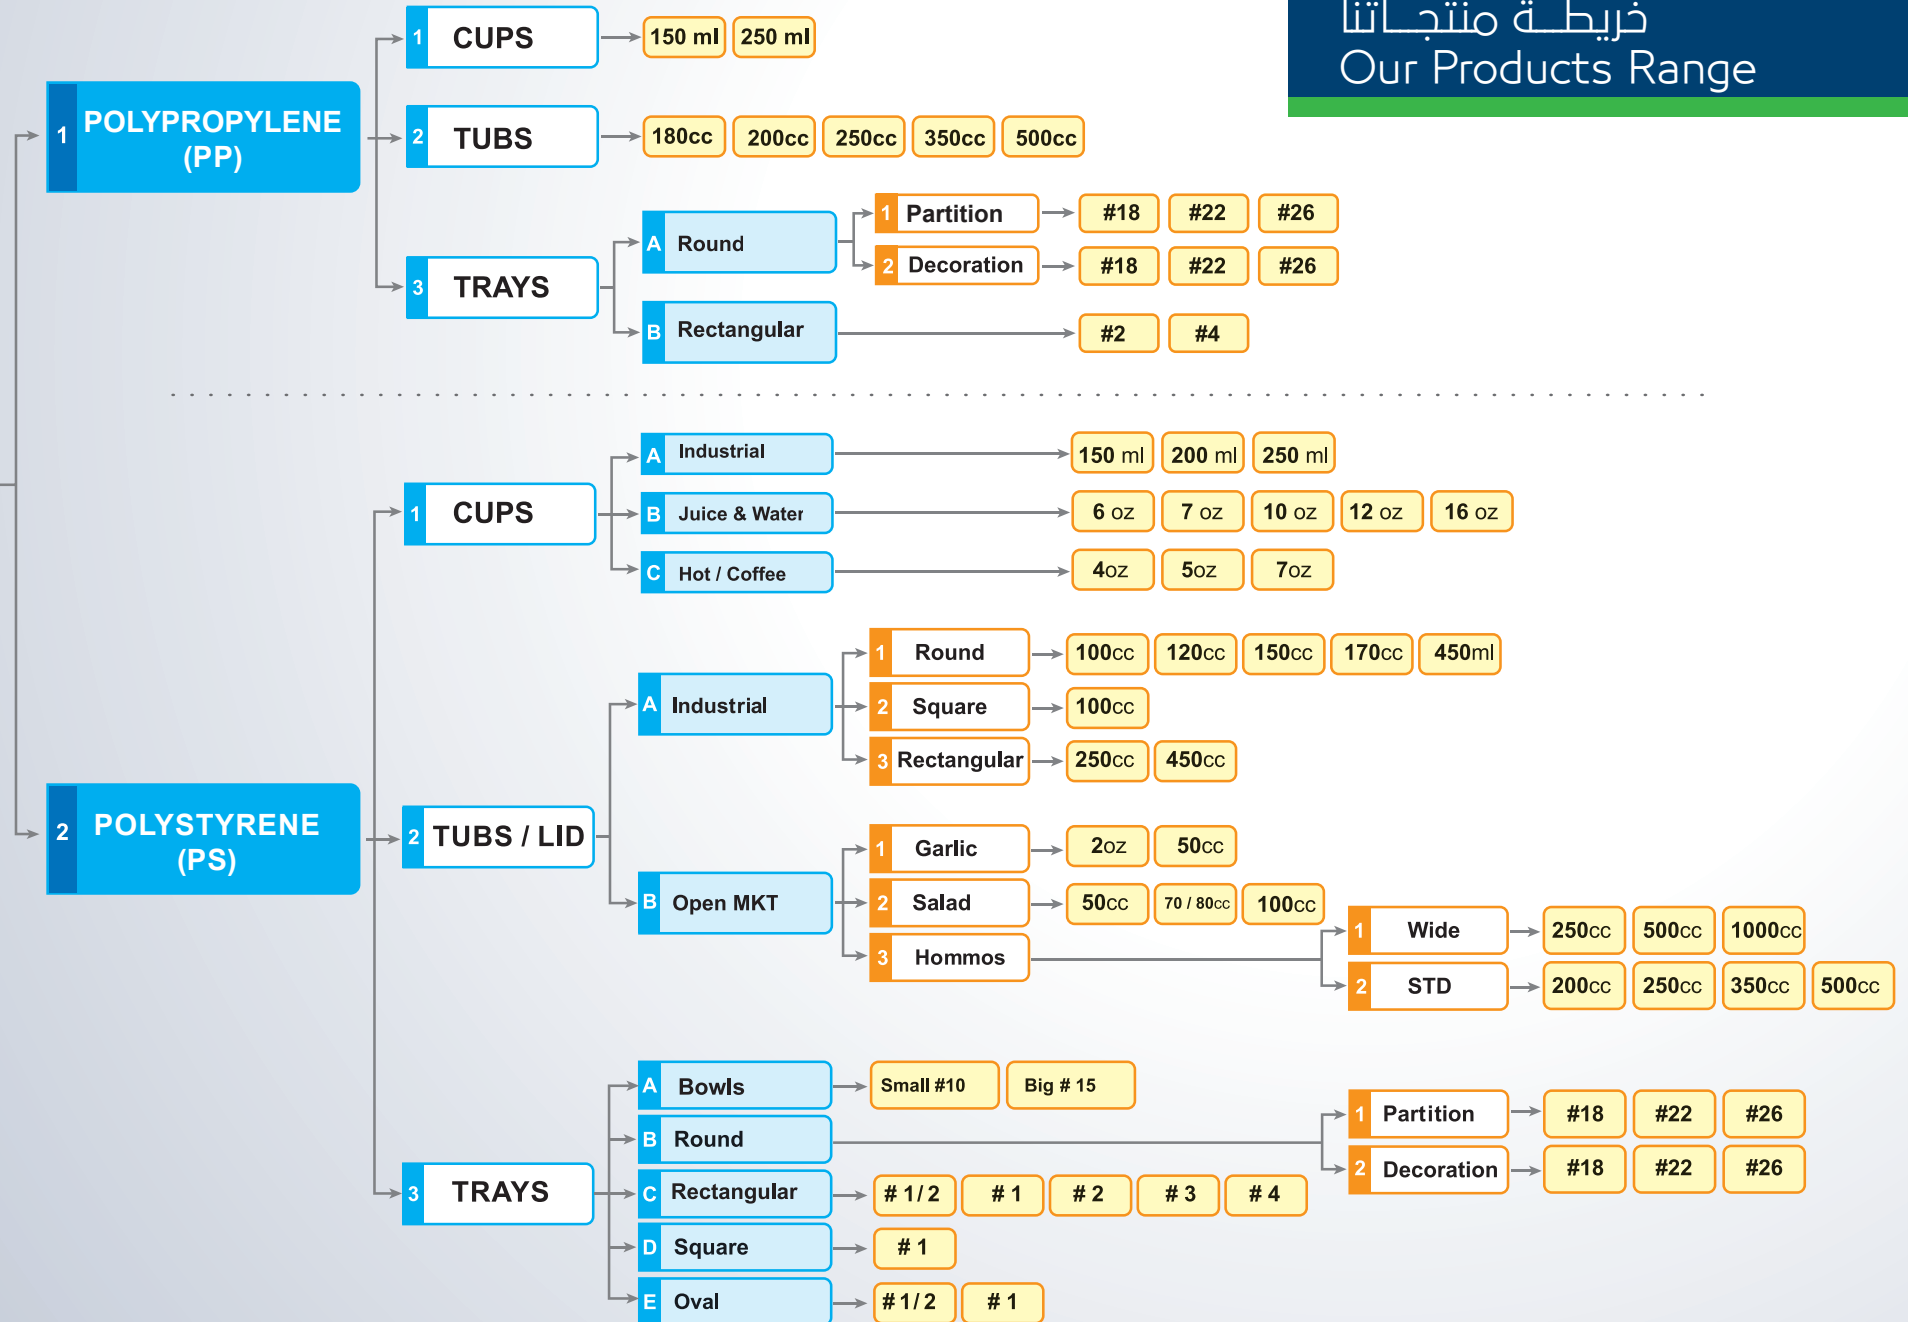 خريطة منتجاتنا
Our Products Range
1 POLYPROPYLENE
(PP)
1 CUPS 150 ml 250 ml
2 TUBS 180cc 200cc 250cc 350cc 500cc
3 TRAYS
A Round
1 Partition #18 #22 #26
2 Decoration #18 #22 #26
B Rectangular #2 #4
2 POLYSTYRENE
(PS)
1 CUPS
A Industrial 150 ml 200 ml 250 ml
B Juice & Water 6 oz 7 oz 10 oz 12 oz 16 oz
C Hot / Coffee 4oz 5oz 7oz
2 TUBS / LID
A Industrial
1 Round 100cc 120cc 150cc 170cc 450ml
2 Square 100cc
3 Rectangular 250cc 450cc
B Open MKT
1 Garlic 2oz 50cc
2 Salad 50cc 70 / 80cc 100cc
3 Hommos
1 Wide 250cc 500cc 1000cc
2 STD 200cc 250cc 350cc 500cc
3 TRAYS
A Bowls Small #10 Big # 15
B Round
1 Partition #18 #22 #26
2 Decoration #18 #22 #26
C Rectangular # 1/2 # 1 # 2 # 3 # 4
D Square # 1
E Oval # 1/2 # 1